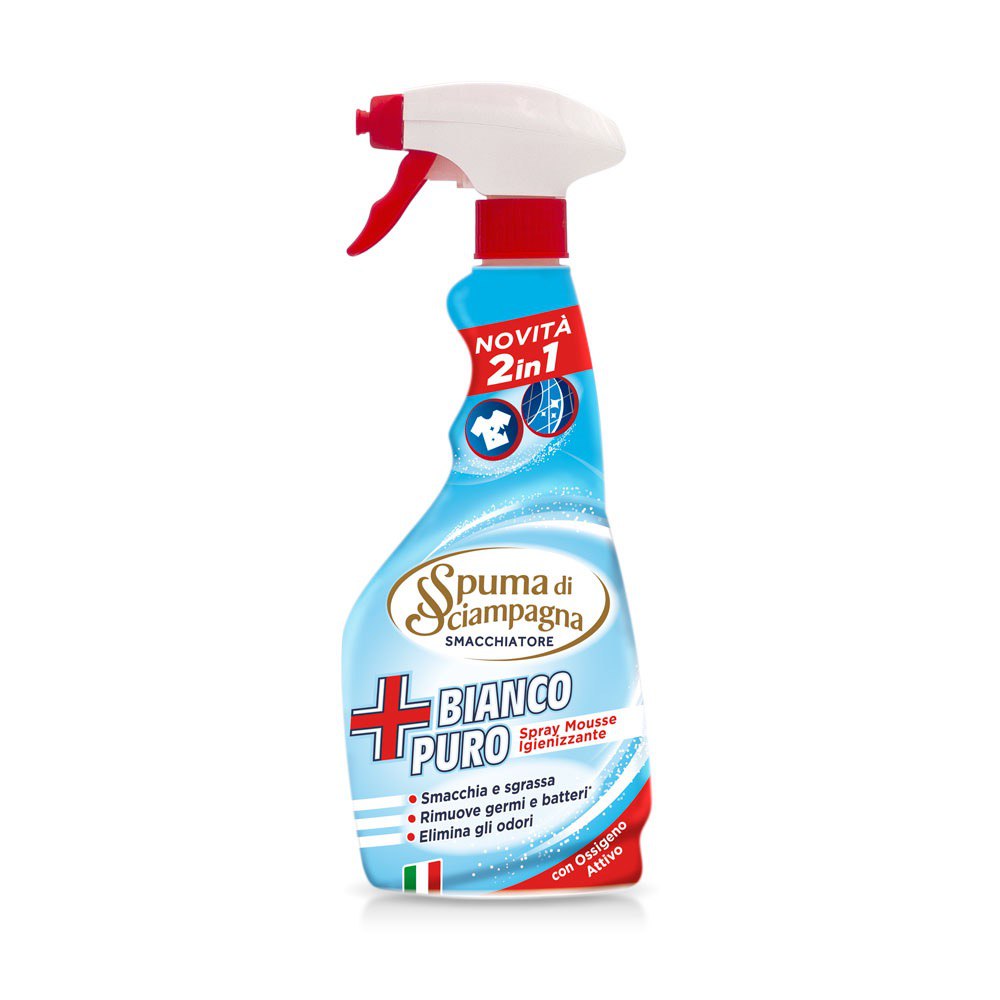 NOVITÀ
2in1
Spuma di
Sciampagna
SMACCHIATORE
BIANCO
PURO
Spray Mousse
Igienizzante
• Smacchia e sgrassa
• Rimuove germi e batteri*
• Elimina gli odori
con Ossigeno
Attivo